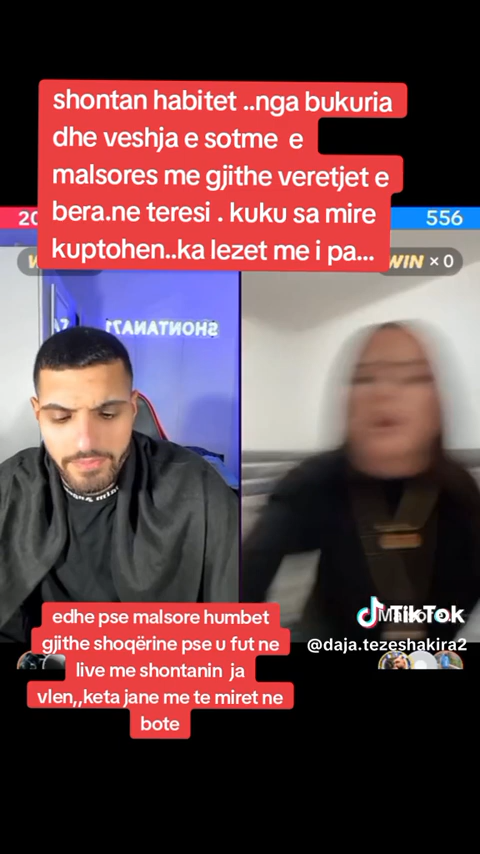 shontan habitet ..nga bukuria
dhe veshja e sotme e
malsores me gjithe veretjet e
bera.ne teresi . kuku sa mire
kuptohen..ka lezet me i pa...
20
556
WIN × 0
SHONTANA71
edhe pse malsore humbet
gjithe shoqërine pse u fut ne
live me shontanin ja
vlen,,keta jane me te miret ne
bote
TikTok
@daja.tezeshakira2